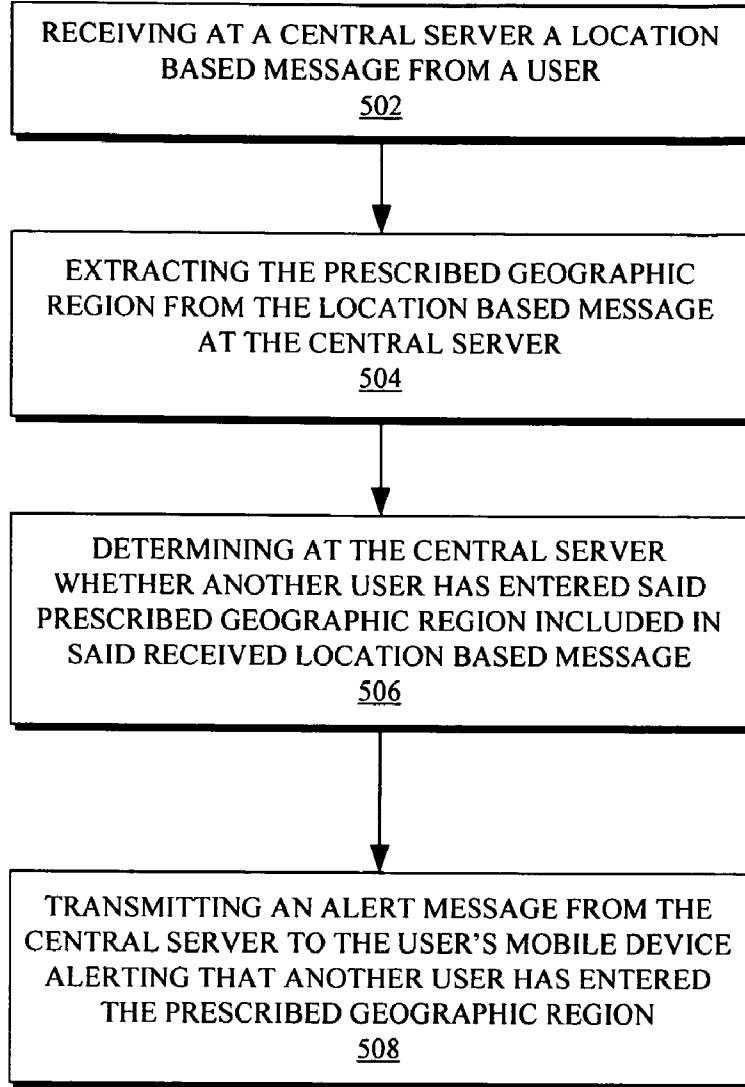 RECEIVING AT A CENTRAL SERVER A LOCATION
BASED MESSAGE FROM A USER
502
EXTRACTING THE PRESCRIBED GEOGRAPHIC
REGION FROM THE LOCATION BASED MESSAGE
AT THE CENTRAL SERVER
504
DETERMINING AT THE CENTRAL SERVER
WHETHER ANOTHER USER HAS ENTERED SAID
PRESCRIBED GEOGRAPHIC REGION INCLUDED IN
SAID RECEIVED LOCATION BASED MESSAGE
506
TRANSMITTING AN ALERT MESSAGE FROM THE
CENTRAL SERVER TO THE USER'S MOBILE DEVICE
ALERTING THAT ANOTHER USER HAS ENTERED
THE PRESCRIBED GEOGRAPHIC REGION
508